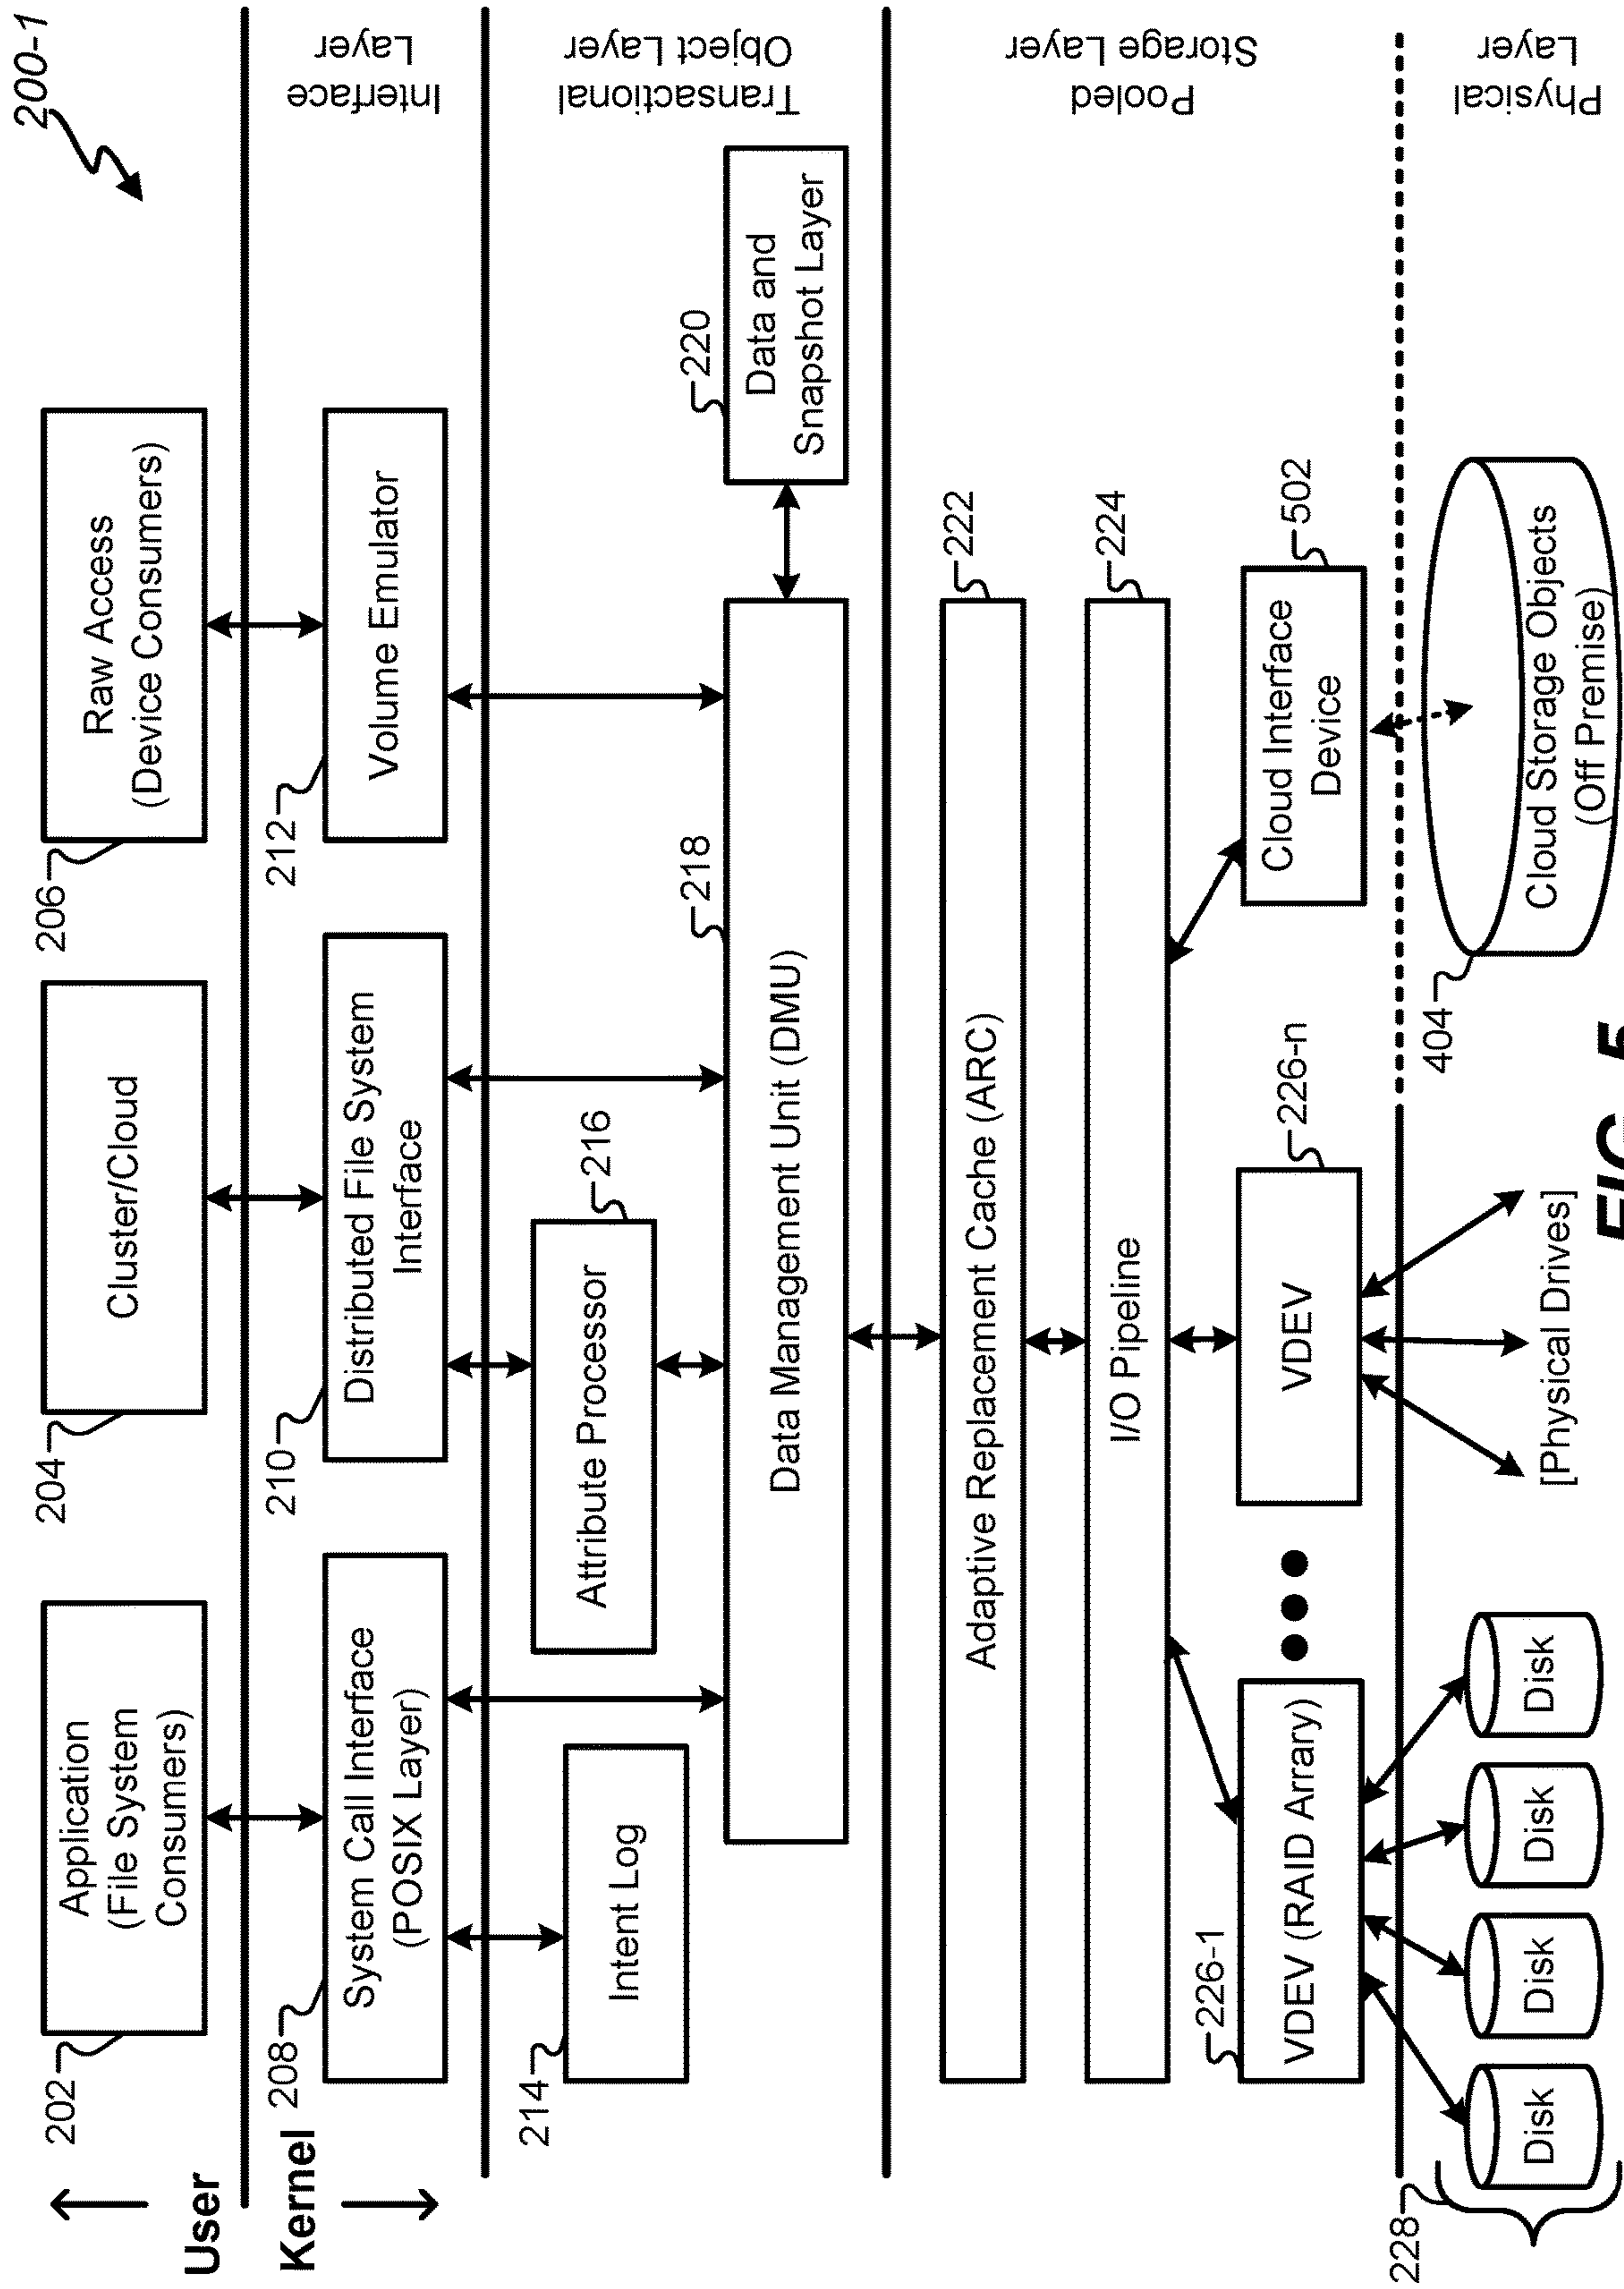 200-1
202
Application
(File System
Consumers)
204
Cluster/Cloud
206
Raw Access
(Device Consumers)
User
Kernel
208
System Call Interface
(POSIX Layer)
210
Distributed File System
Interface
212
Volume Emulator
Interface
Layer
214
Intent Log
Attribute Processor
216
218
Data Management Unit (DMU)
220
Data and
Snapshot Layer
Transactional
Object Layer
Adaptive Replacement Cache (ARC)
222
I/O Pipeline
224
226-1
VDEV (RAID Array)
VDEV
226-n
Cloud Interface
Device
502
Pooled
Storage Layer
228
Disk
Disk
Disk
Disk
[Physical Drives]
404
Cloud Storage Objects
(Off Premise)
Physical
Layer
FIG. 5